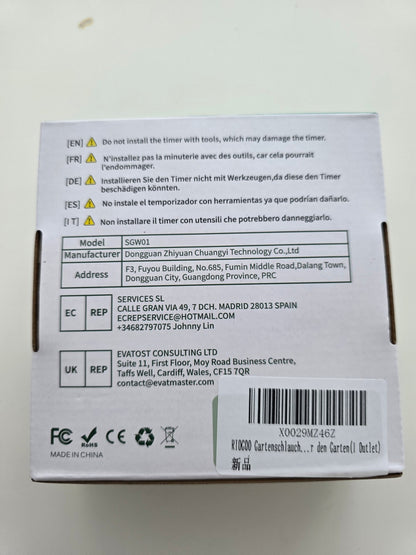 [EN] Do not install the timer with tools, which may damage the timer.
[FR] N'installez pas la minuterie avec des outils, car cela pourrait
l'endommager.
[DE] Installieren Sie den Timer nicht mit Werkzeugen,da diese den Timer
beschädigen könnten.
[ES] No instale el temporizador con herramientas ya que podrían dañarlo.
[IT] Non installare il timer con utensili che potrebbero danneggiarlo.
Model SGW01
Manufacturer Dongguan Zhiyuan Chuangyi Technology Co.,Ltd
Address F3, Fuyou Building, No.685, Fumin Middle Road,Dalang Town,
Dongguan City, Guangdong Province, PRC
EC REP SERVICES SL
CALLE GRAN VIA 49, 7 DCH. MADRID 28013 SPAIN
ECREPSERVICE@HOTMAIL.COM
+34682797075 Johnny Lin
UK REP EVATOST CONSULTING LTD
Suite 11, First Floor, Moy Road Business Centre,
Taffs Well, Cardiff, Wales, CF15 7QR
contact@evatmaster.com
FC RoHS CE
MADE IN CHINA
X0029MZ46Z
RIOGOO Gartenschlauch...r den Garten(1 Outlet)
新品